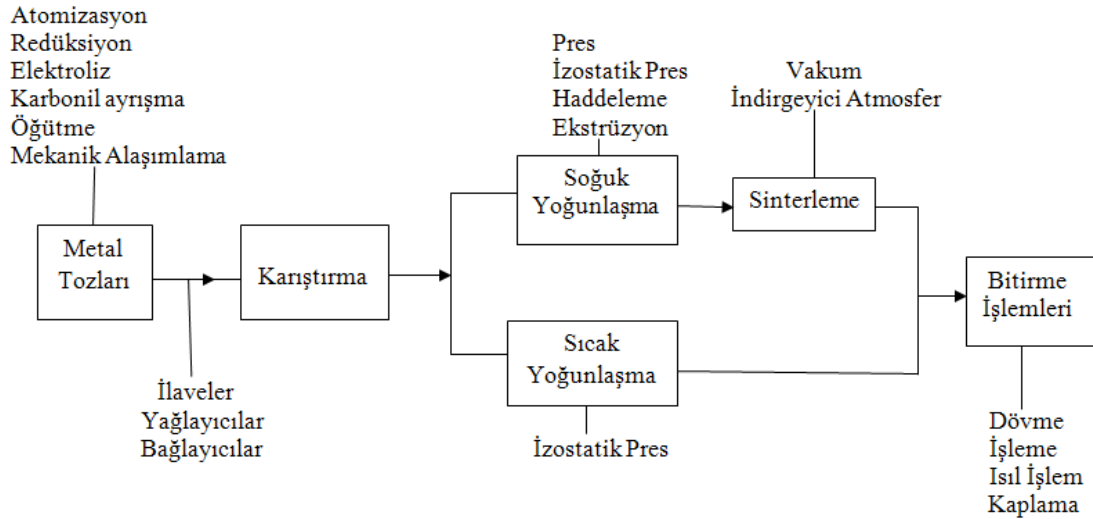 Atomizasyon
Redüksiyon
Elektroliz
Karbonil ayrışma
Öğütme
Mekanik Alaşımlama
Metal
Tozları
İlaveler
Yağlayıcılar
Bağlayıcılar
Karıştırma
Pres
İzostatik Pres
Haddeleme
Ekstrüzyon
Soğuk
Yoğunlaşma
Vakum
İndirgeyici Atmosfer
Sinterleme
Sıcak
Yoğunlaşma
İzostatik Pres
Bitirme
İşlemleri
Dövme
İşleme
Isıl İşlem
Kaplama